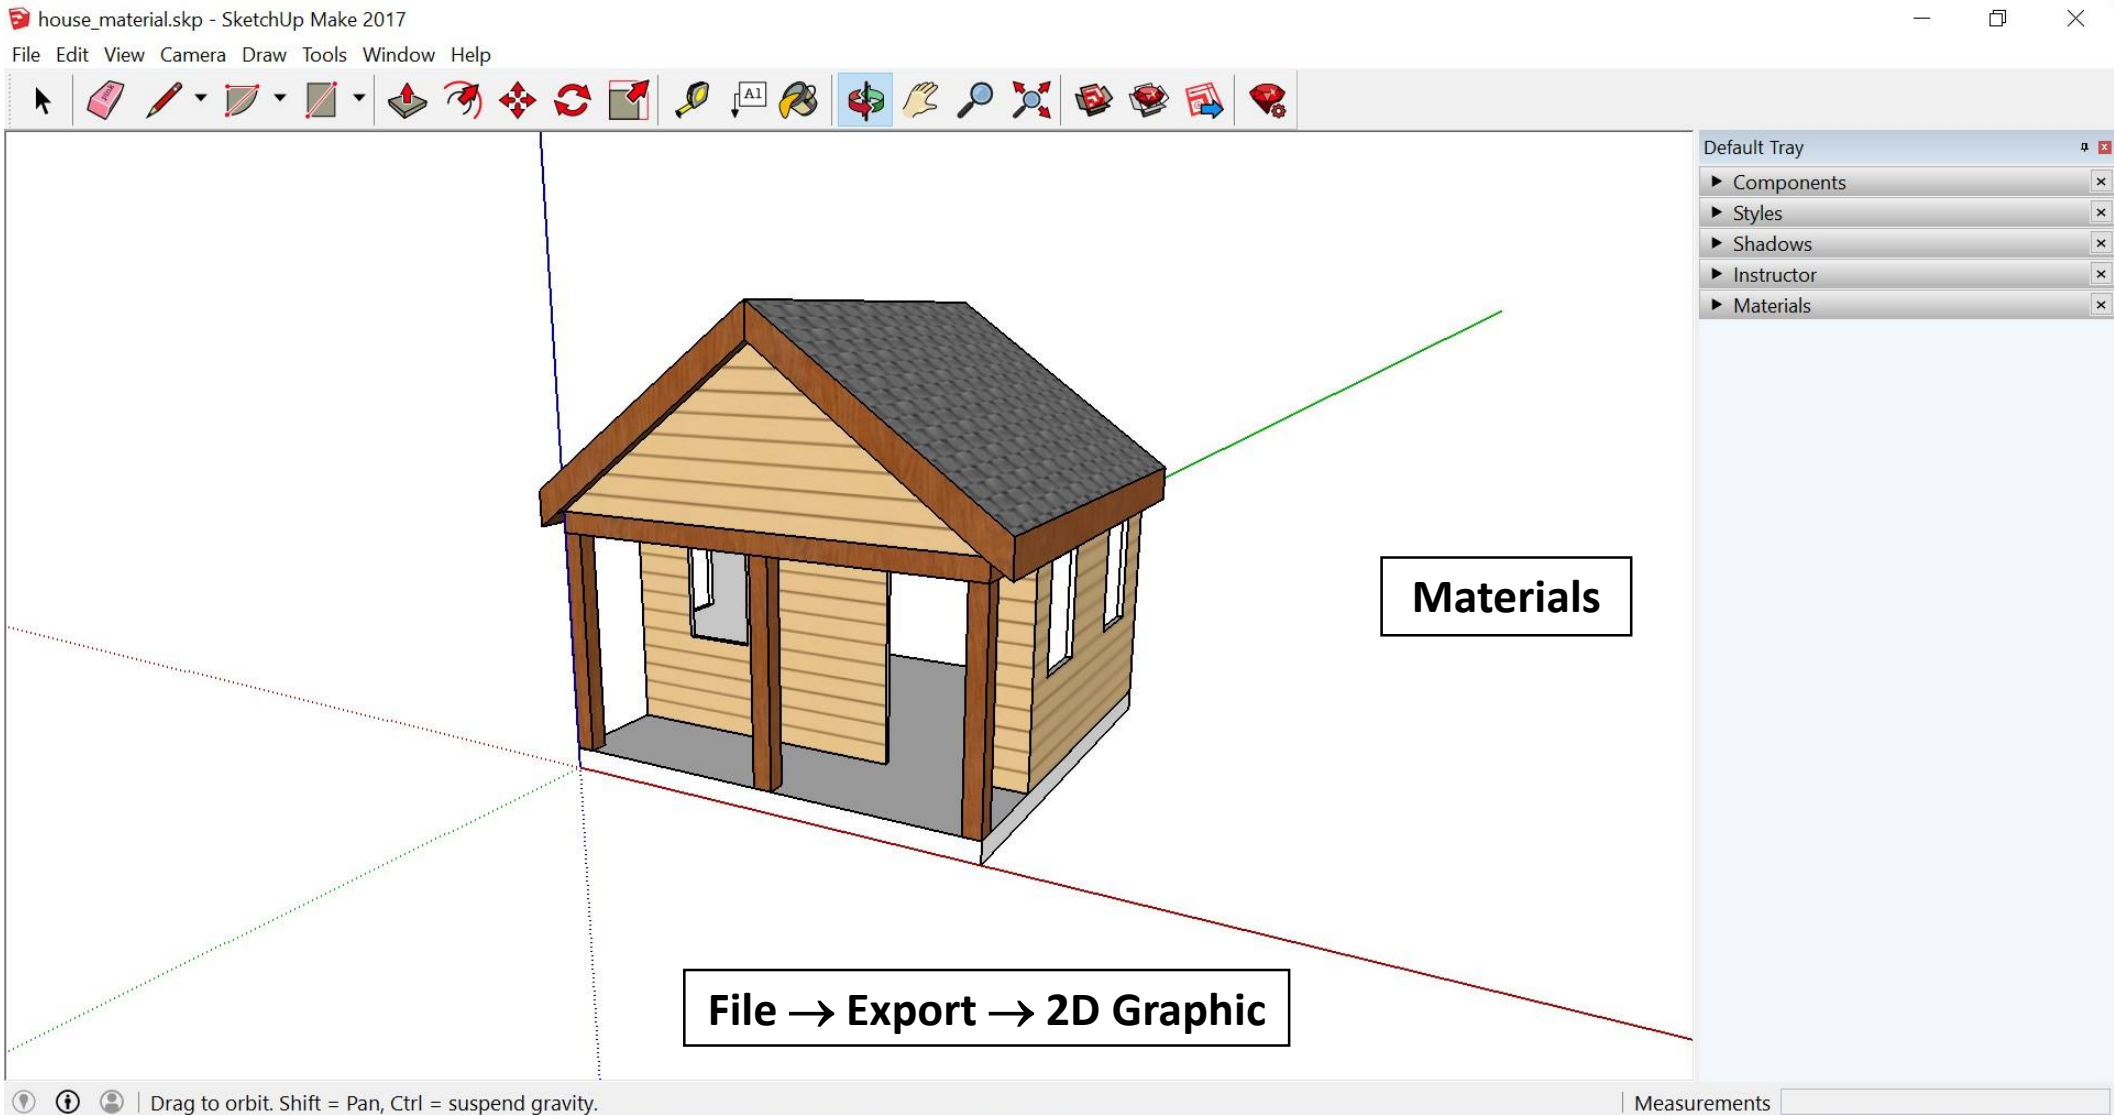 house_material.skp - SketchUp Make 2017
File Edit View Camera Draw Tools Window Help
A1
Default Tray
Components
Styles
Shadows
Instructor
Materials
Materials
File → Export → 2D Graphic
Drag to orbit. Shift = Pan, Ctrl = suspend gravity.
Measurements